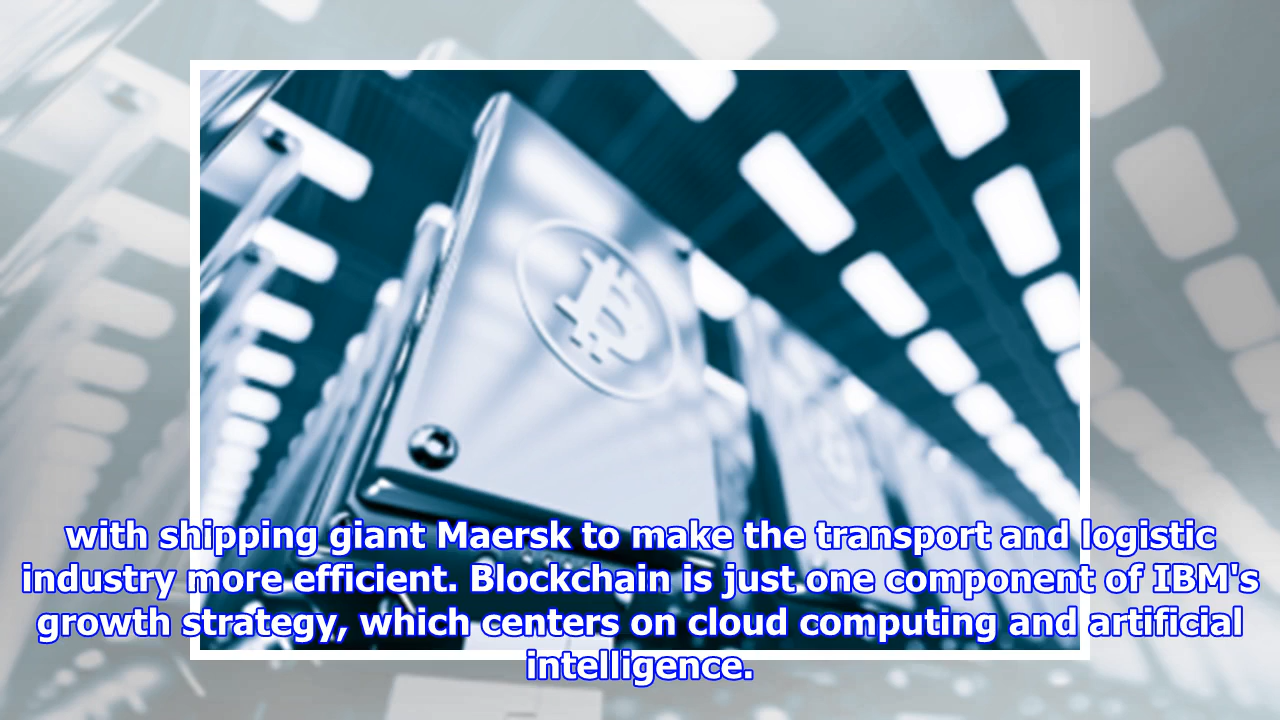 with shipping giant Maersk to make the transport and logistic
industry more efficient. Blockchain is just one component of IBM's
growth strategy, which centers on cloud computing and artificial
intelligence.